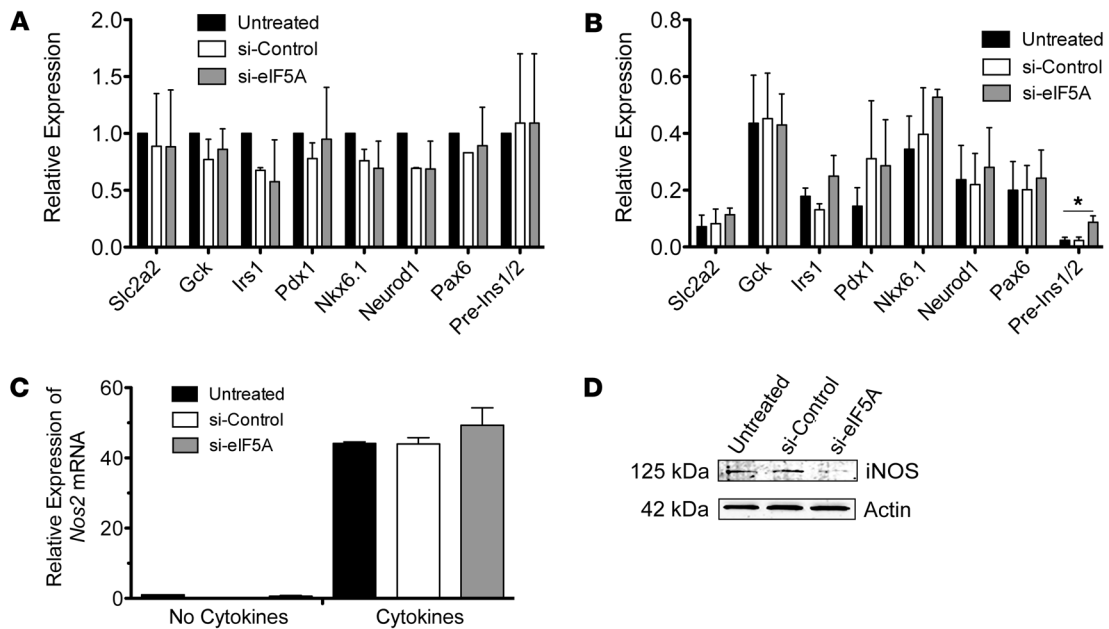 A
Relative Expression
2.0
1.5
1.0
0.5
0.0
Untreated
si-Control
si-eIF5A
Slc2a2
Gck
Irs1
Pdx1
Nkx6.1
Neurod1
Pax6
Pre-Ins1/2
B
Relative Expression
0.8
0.6
0.4
0.2
0.0
Untreated
si-Control
si-eIF5A
*
Slc2a2
Gck
Irs1
Pdx1
Nkx6.1
Neurod1
Pax6
Pre-Ins1/2
C
Relative Expression of
Nos2 mRNA
60
40
20
0
Untreated
si-Control
si-eIF5A
No Cytokines
Cytokines
D
Untreated
si-Control
si-eIF5A
125 kDa
iNOS
42 kDa
Actin